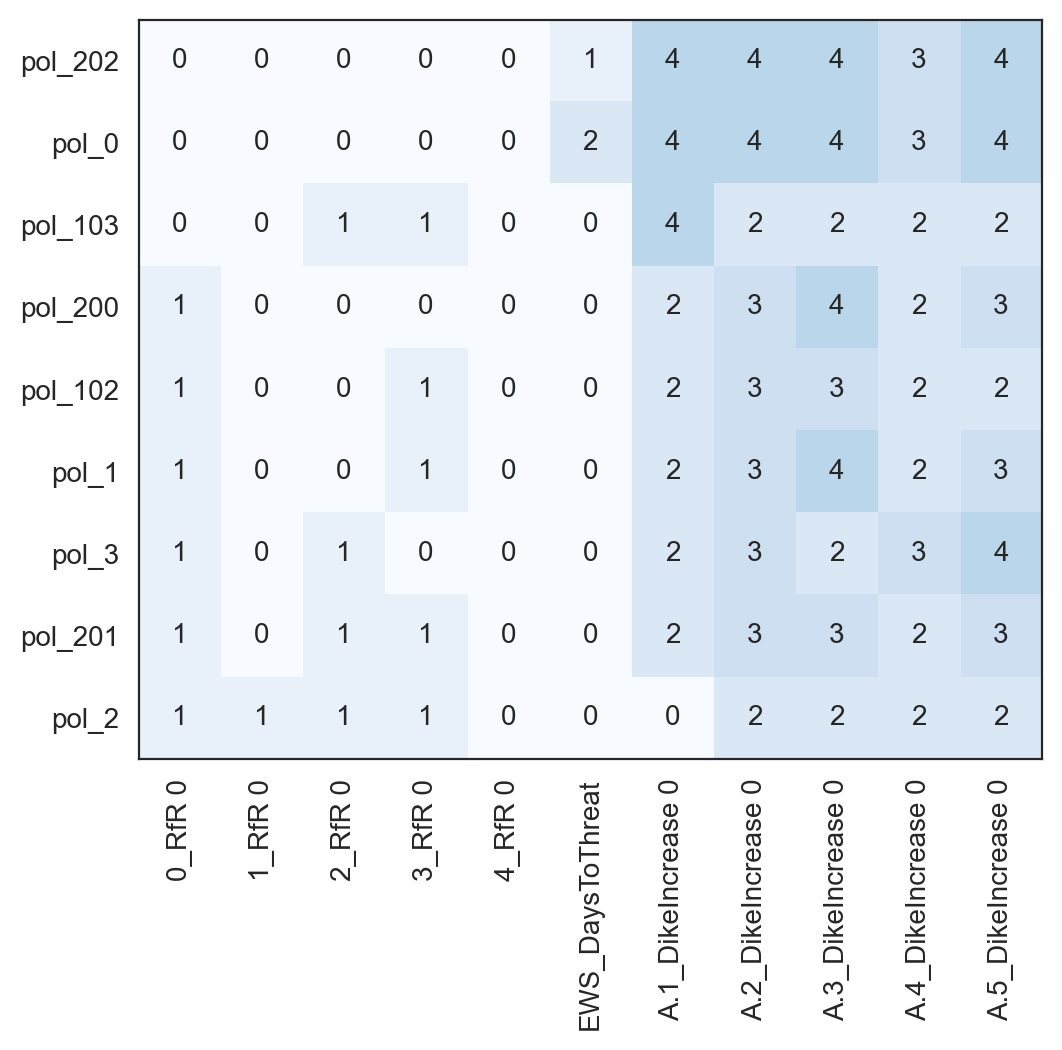 pol_202 0 0 0 0 0 1 4 4 4 3 4
pol_0 0 0 0 0 0 2 4 4 4 3 4
pol_103 0 0 1 1 0 0 4 2 2 2 2
pol_200 1 0 0 0 0 0 2 3 4 2 3
pol_102 1 0 0 1 0 0 2 3 3 2 2
pol_1 1 0 0 1 0 0 2 3 4 2 3
pol_3 1 0 1 0 0 0 2 3 2 3 4
pol_201 1 0 1 1 0 0 2 3 3 2 3
pol_2 1 1 1 1 0 0 0 2 2 2 2
0_RfR 0
1_RfR 0
2_RfR 0
3_RfR 0
4_RfR 0
EWS_DaysToThreat
A.1_DikeIncrease 0
A.2_DikeIncrease 0
A.3_DikeIncrease 0
A.4_DikeIncrease 0
A.5_DikeIncrease 0